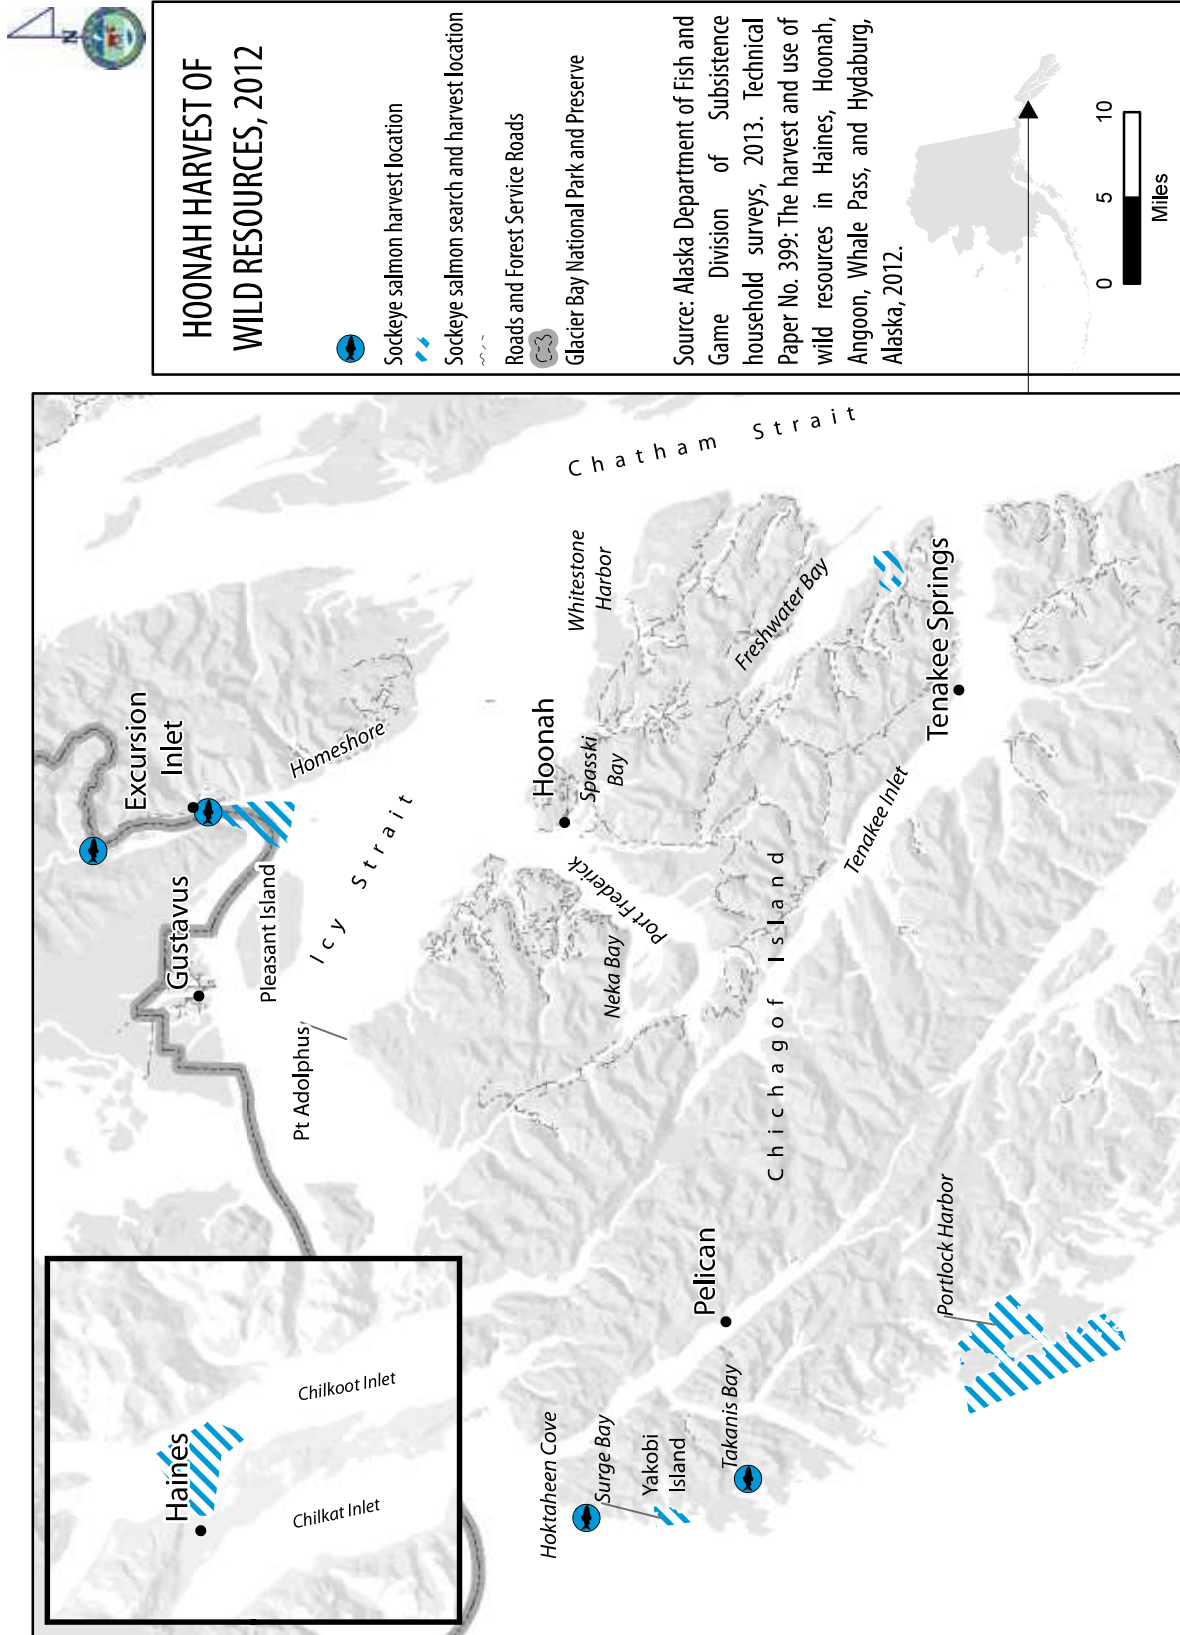 HOONAH HARVEST OF
WILD RESOURCES, 2012
Sockeye salmon harvest location
Sockeye salmon search and harvest location
Roads and Forest Service Roads
Glacier Bay National Park and Preserve
Source: Alaska Department of Fish and
Game Division of Subsistence
household surveys, 2013. Technical
Paper No. 399: The harvest and use of
wild resources in Haines, Hoonah,
Angoon, Whale Pass, and Hydaburg,
Alaska, 2012.
0 5 10
Miles
N
Haines
Chilkoot Inlet
Chilkat Inlet
Excursion
Inlet
Gustavus
Homeshore
Pleasant Island
Icy Strait
Pt Adolphus
Chatham Strait
Whitestone
Harbor
Hoonah
Spasski
Bay
Port Frederick
Neka Bay
Freshwater Bay
Tenakee Springs
Tenakee Inlet
Chichagof Island
Pelican
Portlock Harbor
Hoktaheen Cove
Surge Bay
Yakobi
Island
Takanis Bay